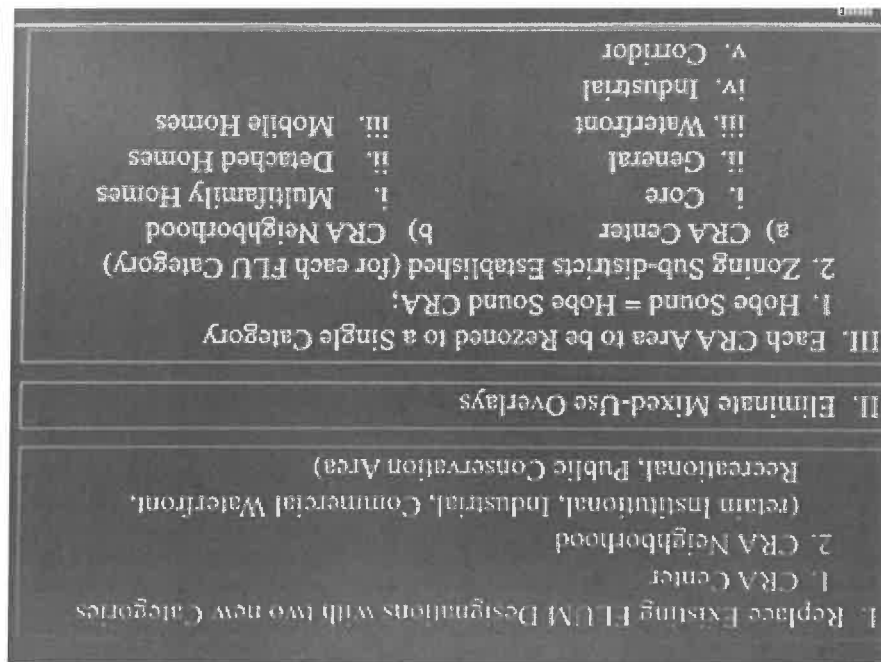 I. Replace Existing FLUM Designations with two new Categories
1. CRA Center
2. CRA Neighborhood
(retain Institutional, Industrial, Commercial Waterfront,
Recreational, Public Conservation Area)
II. Eliminate Mixed-Use Overlays
III. Each CRA Area to be Rezoned to a Single Category
1. Hobe Sound = Hobe Sound CRA;
2. Zoning Sub-districts Established (for each FLU Category)
a) CRA Center
i. Core
ii. General
iii. Waterfront
iv. Industrial
v. Corridor
b) CRA Neighborhood
i. Multifamily Homes
ii. Detached Homes
iii. Mobile Homes